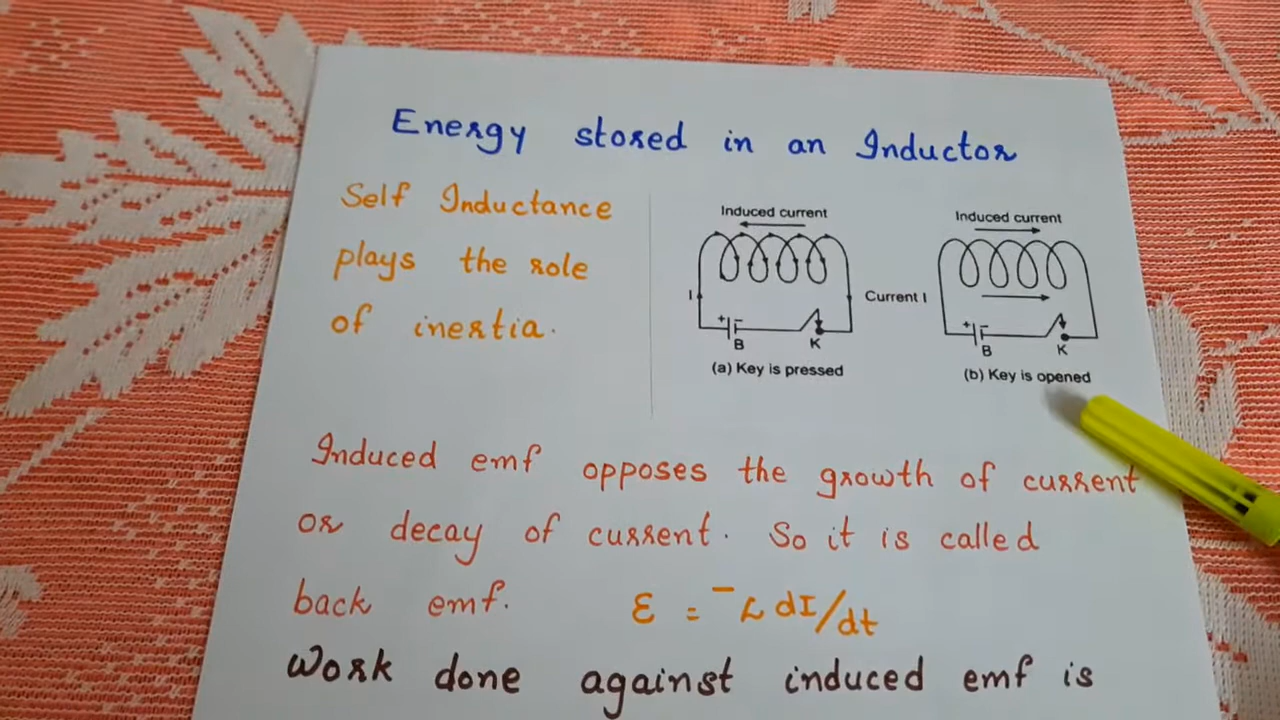 Energy stored in an Inductor
Self Inductance
plays the role
of inertia.
Induced current
I
+ -
B
K
(a) Key is pressed
Induced current
Current I
+ -
B
K
(b) Key is opened
Induced emf opposes the growth of current
or decay of current. So it is called
back emf. Ɛ = -L dI/dt
Work done against induced emf is